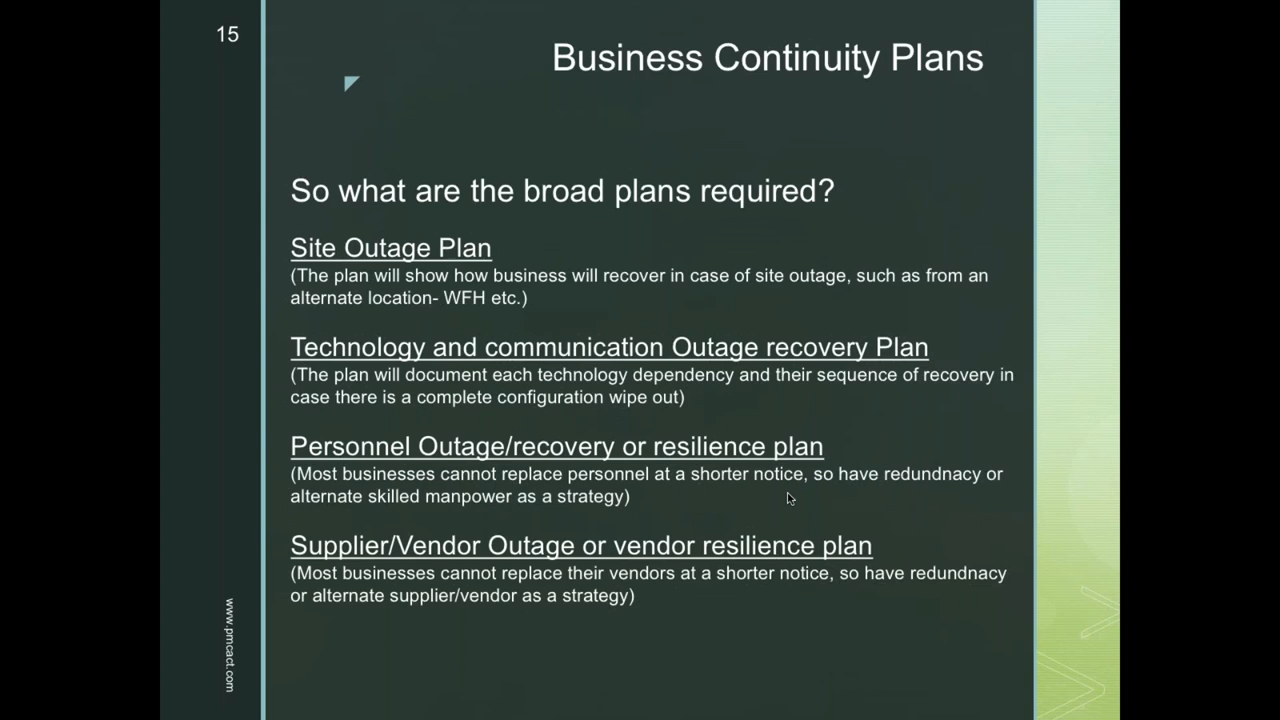 15
Business Continuity Plans
So what are the broad plans required?
Site Outage Plan
(The plan will show how business will recover in case of site outage, such as from an
alternate location- WFH etc.)
Technology and communication Outage recovery Plan
(The plan will document each technology dependency and their sequence of recovery in
case there is a complete configuration wipe out)
Personnel Outage/recovery or resilience plan
(Most businesses cannot replace personnel at a shorter notice, so have redundnacy or
alternate skilled manpower as a strategy)
Supplier/Vendor Outage or vendor resilience plan
(Most businesses cannot replace their vendors at a shorter notice, so have redundnacy
or alternate supplier/vendor as a strategy)
www.pmcact.com